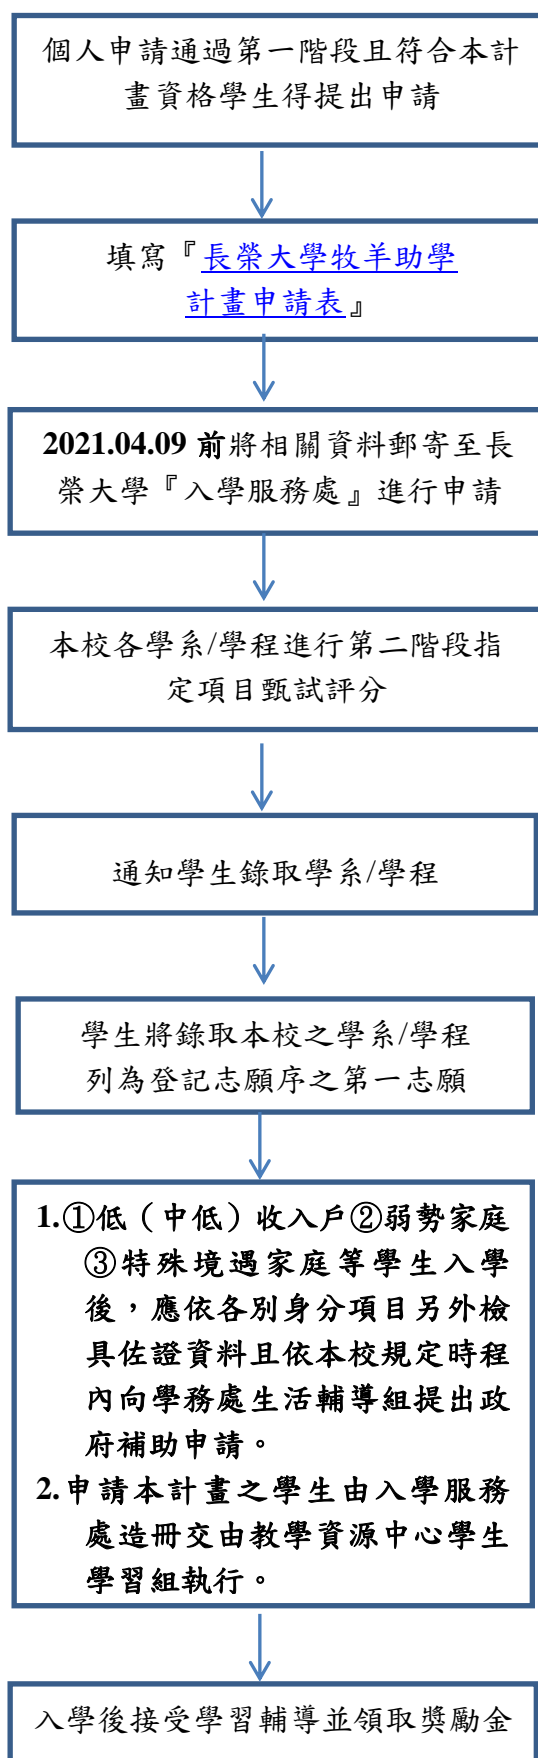 個人申請通過第一階段且符合本計
畫資格學生得提出申請
填寫『長榮大學牧羊助學
計畫申請表』
2021.04.09 前將相關資料郵寄至長
榮大學『入學服務處』進行申請
本校各學系/學程進行第二階段指
定項目甄試評分
通知學生錄取學系/學程
學生將錄取本校之學系/學程
列為登記志願序之第一志願
1.①低（中低）收入戶②弱勢家庭
③特殊境遇家庭等學生入學
後，應依各別身分項目另外檢
具佐證資料且依本校規定時程
內向學務處生活輔導組提出政
府補助申請。
2.申請本計畫之學生由入學服務
處造冊交由教學資源中心學生
學習組執行。
入學後接受學習輔導並領取獎勵金